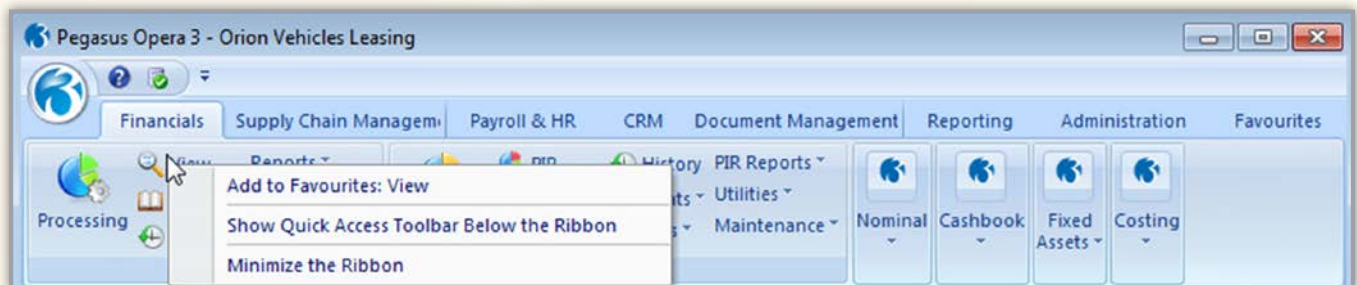 Pegasus Opera 3 - Orion Vehicles Leasing
Financials Supply Chain Managem Payroll & HR CRM Document Management Reporting Administration Favourites
View Reports PIR History PIR Reports
Add to Favourites: View
Utilities
Processing
Show Quick Access Toolbar Below the Ribbon
Maintenance
Nominal Cashbook Fixed Assets Costing
Minimize the Ribbon